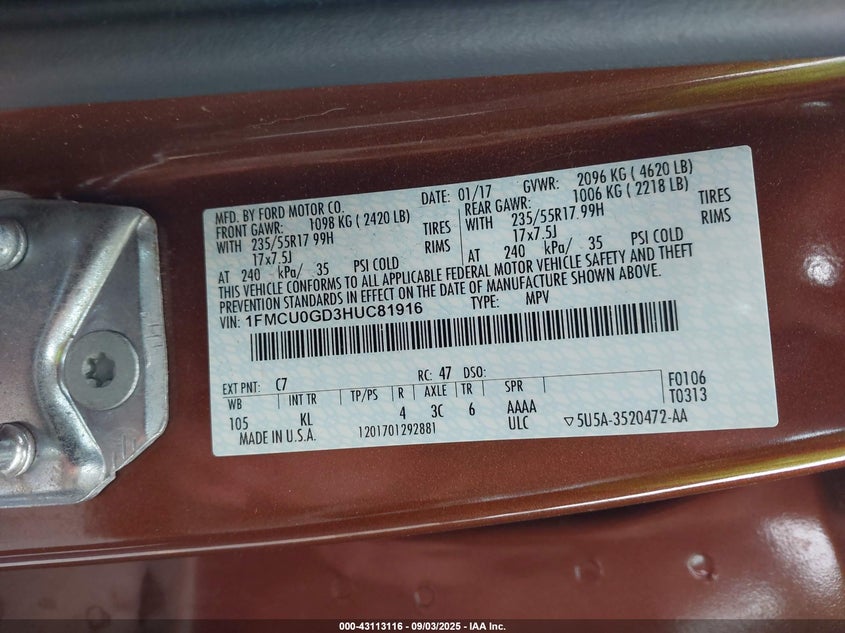 MFD. BY FORD MOTOR CO. DATE: 01/17 GVWR: 2096 KG ( 4620 LB)
FRONT GAWR: 1098 KG ( 2420 LB) REAR GAWR: 1006 KG ( 2218 LB)
WITH 235/55R17 99H TIRES WITH 235/55R17 99H TIRES
17x7.5J RIMS 17x7.5J RIMS
AT 240 kPa/ 35 PSI COLD AT 240 kPa/ 35 PSI COLD
THIS VEHICLE CONFORMS TO ALL APPLICABLE FEDERAL MOTOR VEHICLE SAFETY AND THEFT
PREVENTION STANDARDS IN EFFECT ON THE DATE OF MANUFACTURE SHOWN ABOVE.
VIN: 1FMCU0GD3HUC81916 TYPE: MPV
EXT PNT: C7 RC: 47 DSO:
WB INT TR TP/PS R AXLE TR SPR F0106
105 KL 4 3C 6 AAAA T0313
MADE IN U.S.A. 1201701292881 ULC ▽5U5A-3520472-AA
000-43113116 - 09/03/2025 - IAA Inc.